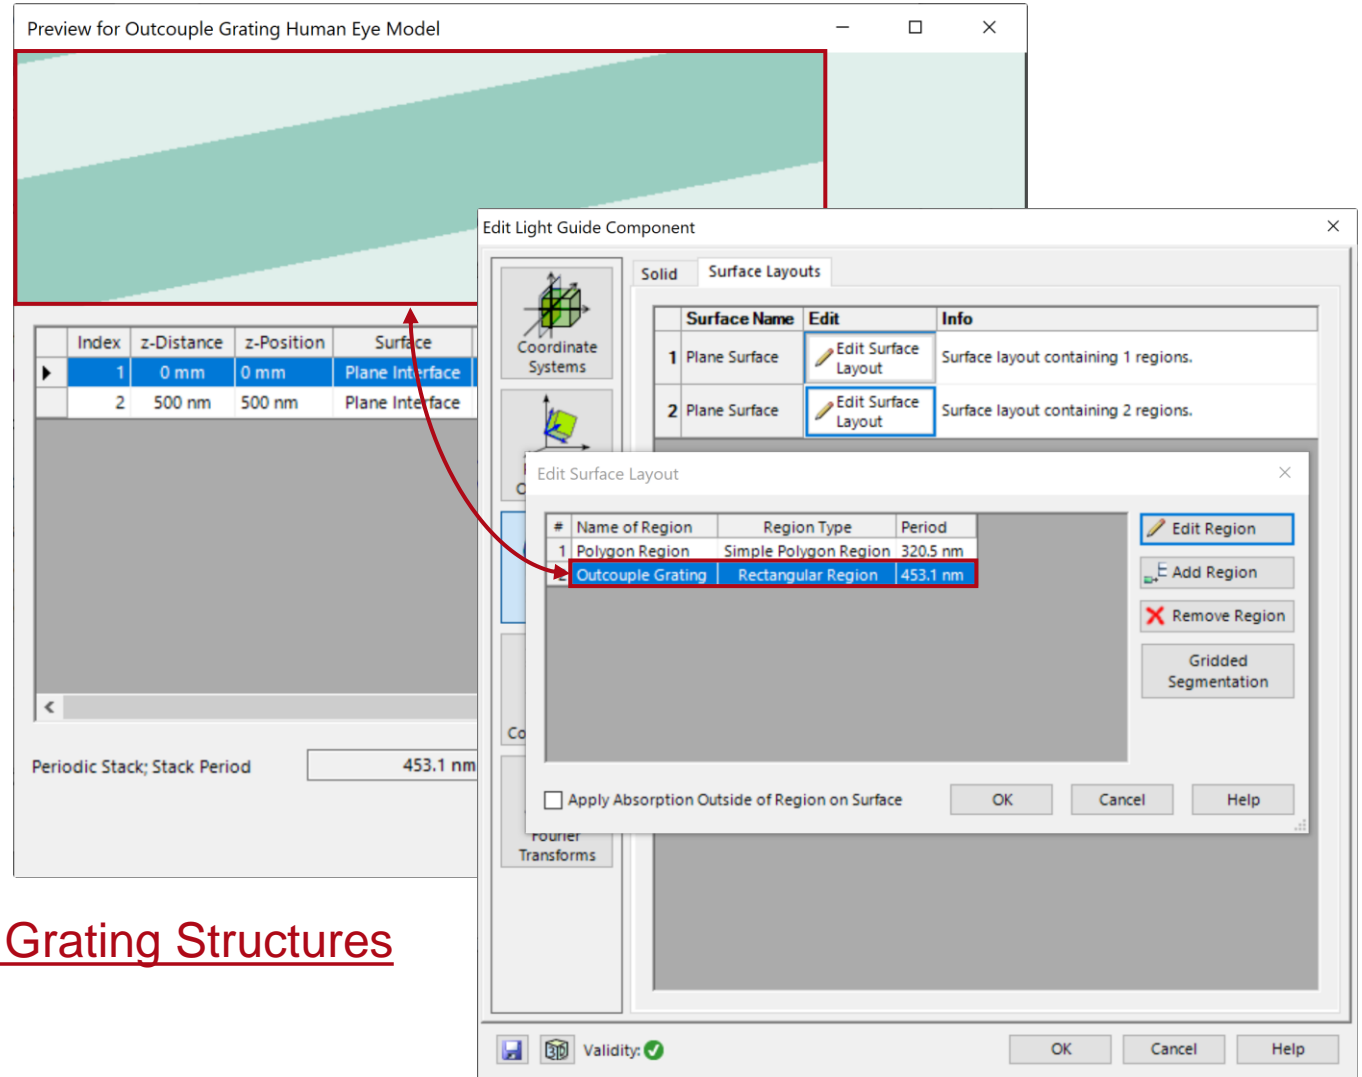 Preview for Outcouple Grating Human Eye Model
Index z-Distance z-Position Surface
1 0 mm 0 mm Plane Interface
2 500 nm 500 nm Plane Interface
Periodic Stack; Stack Period 453.1 nm
Grating Structures
Edit Light Guide Component
Coordinate
Systems
Fourier
Transforms
Solid Surface Layouts
Surface Name Edit Info
1 Plane Surface Edit Surface Layout Surface layout containing 1 regions.
2 Plane Surface Edit Surface Layout Surface layout containing 2 regions.
Edit Surface Layout
# Name of Region Region Type Period
1 Polygon Region Simple Polygon Region 320.5 nm
2 Outcouple Grating Rectangular Region 453.1 nm
Edit Region
Add Region
Remove Region
Gridded
Segmentation
Apply Absorption Outside of Region on Surface OK Cancel Help
3D Validity: OK Cancel Help